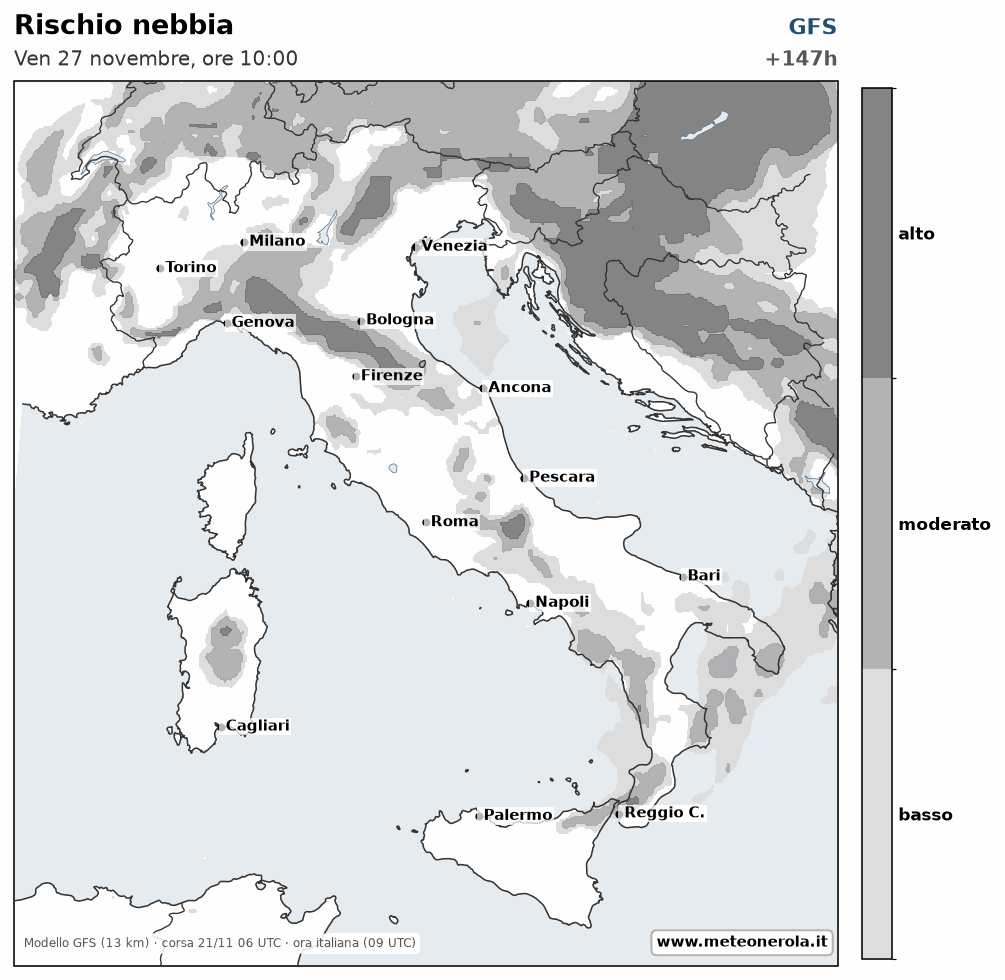 Rischio nebbia
GFS
Ven 27 novembre, ore 10:00
+147h
alto
moderato
basso
Milano
Venezia
Torino
Genova
Bologna
Firenze
Ancona
Pescara
Roma
Bari
Napoli
Cagliari
Palermo
Reggio C.
Modello GFS (13 km) · corsa 21/11 06 UTC · ora italiana (09 UTC)
www.meteonerola.it